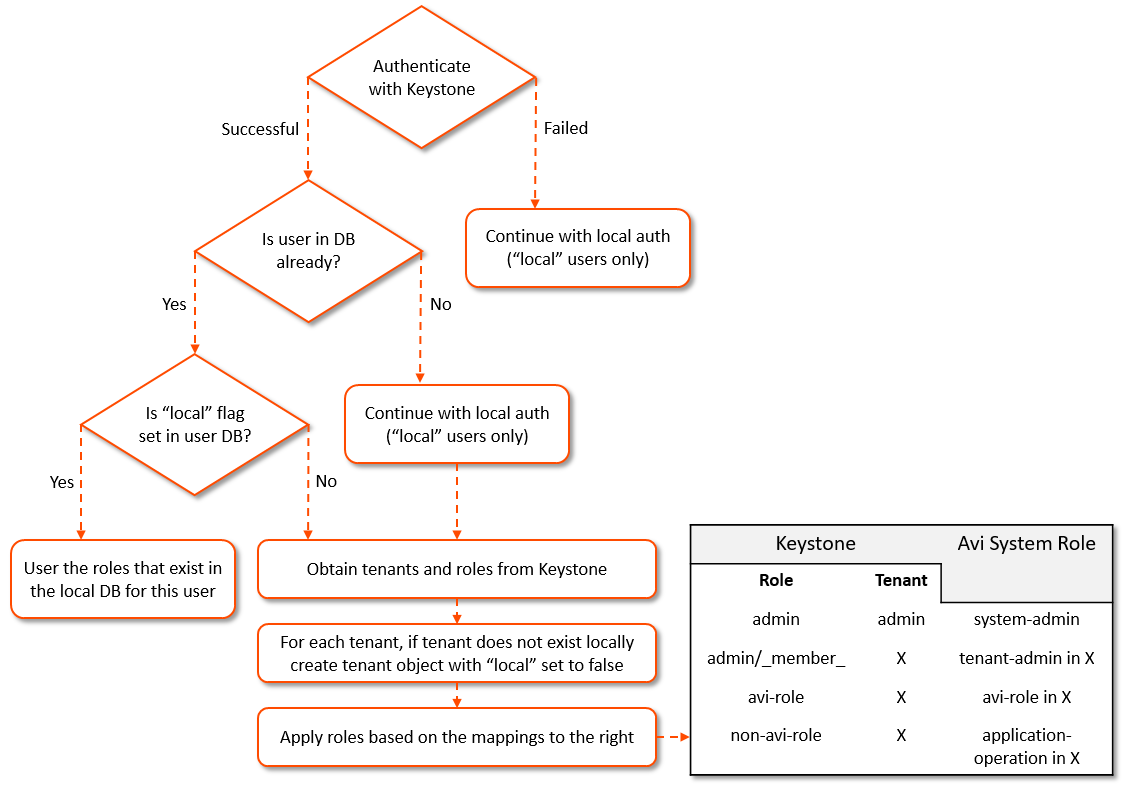 Authenticate
with Keystone
Successful
Failed
Is user in DB
already?
Continue with local auth
(“local” users only)
Yes
No
Is “local” flag
set in user DB?
Continue with local auth
(“local” users only)
Yes
No
User the roles that exist in
the local DB for this user
Obtain tenants and roles from Keystone
For each tenant, if tenant does not exist locally
create tenant object with “local” set to false
Apply roles based on the mappings to the right
Keystone Avi System Role
Role Tenant
admin admin system-admin
admin/_member_ X tenant-admin in X
avi-role X avi-role in X
non-avi-role X application-
operation in X